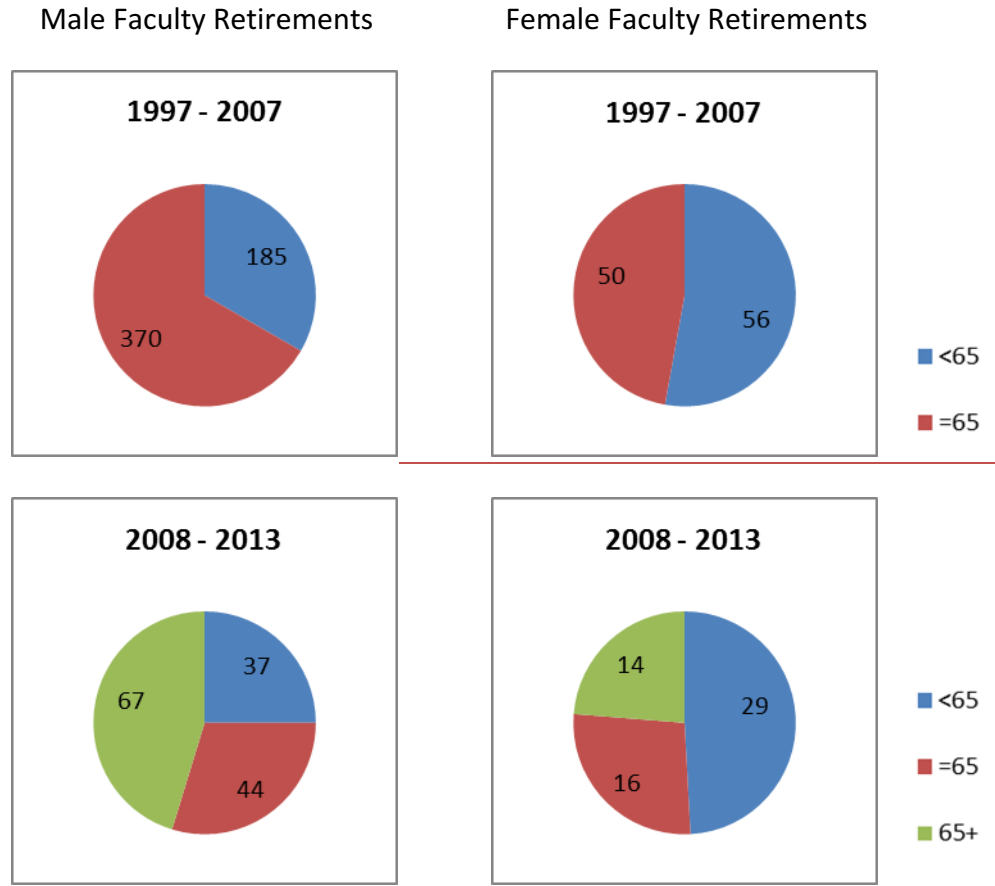 Male Faculty Retirements
Female Faculty Retirements
1997 - 2007
185
370
1997 - 2007
50
56
<65
=65
2008 - 2013
37
67
44
2008 - 2013
14
29
16
<65
=65
65+